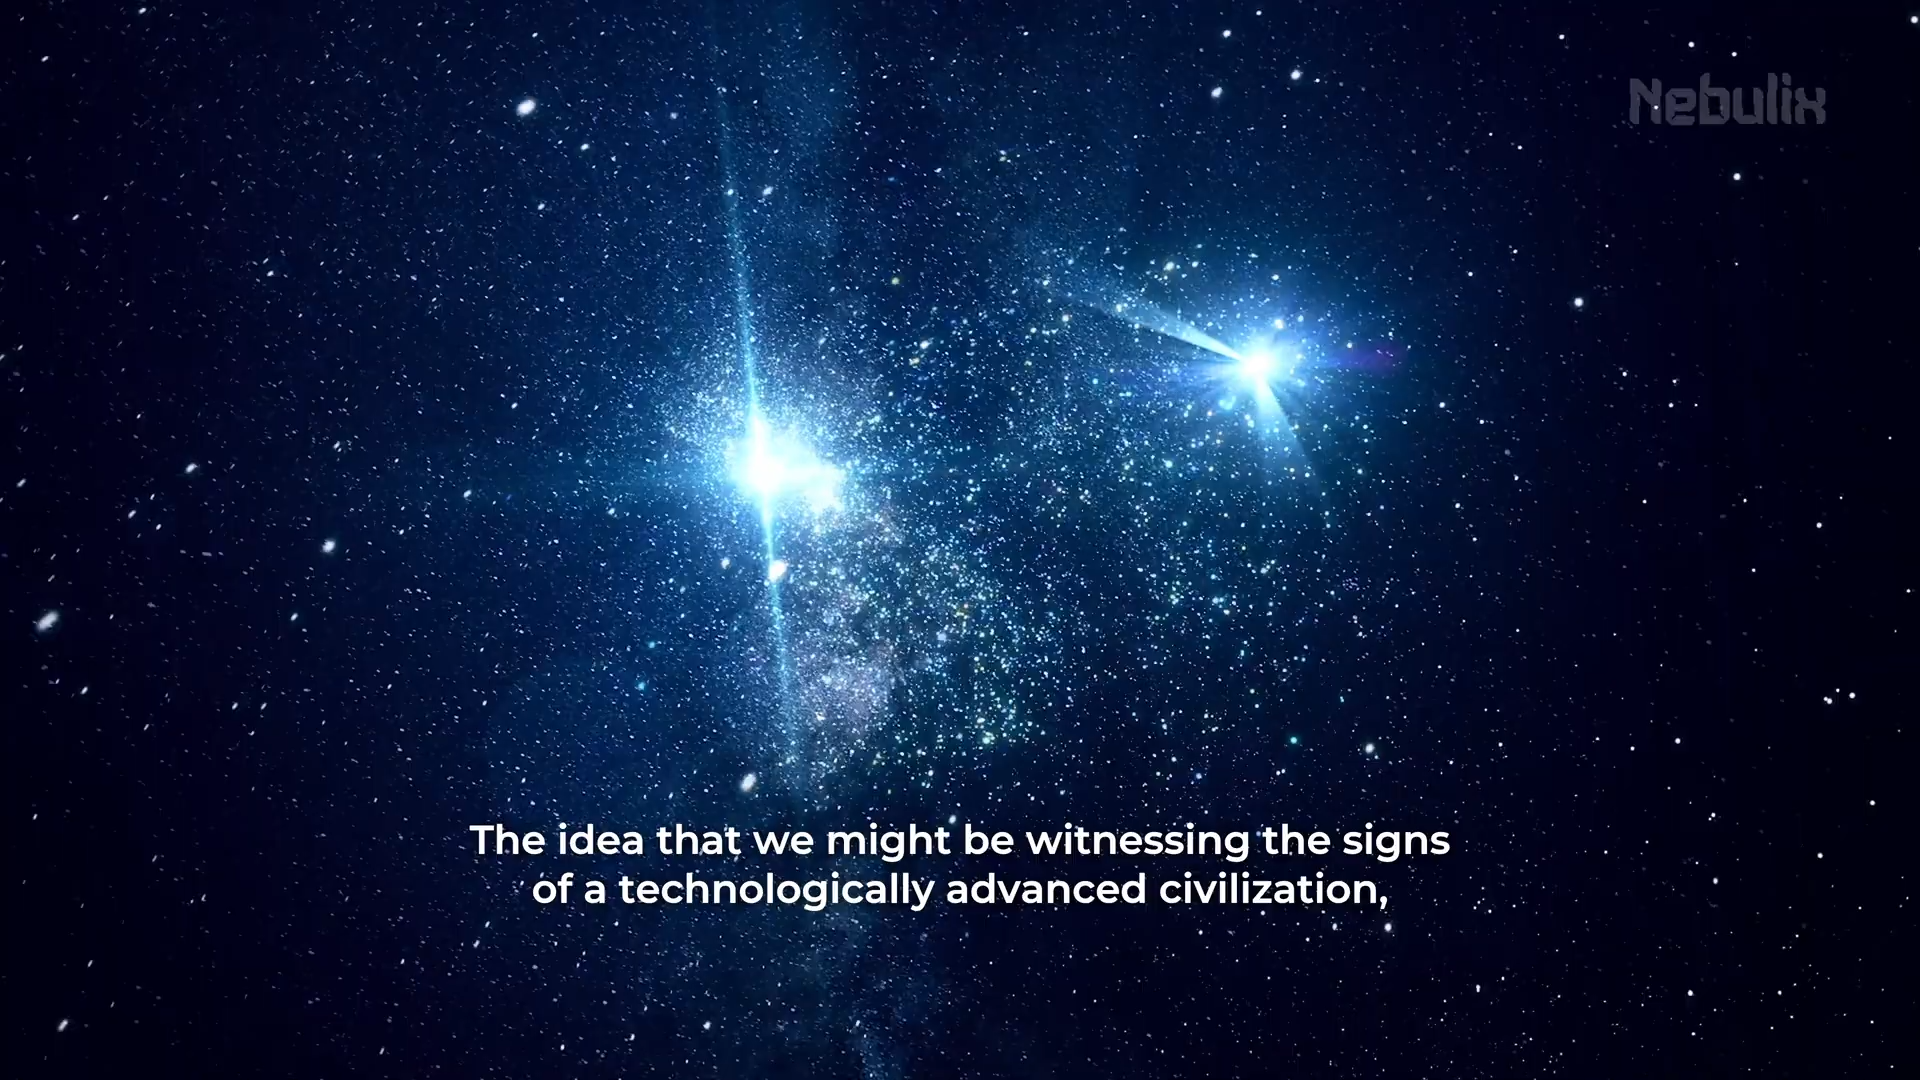 Nebulix
The idea that we might be witnessing the signs
of a technologically advanced civilization,